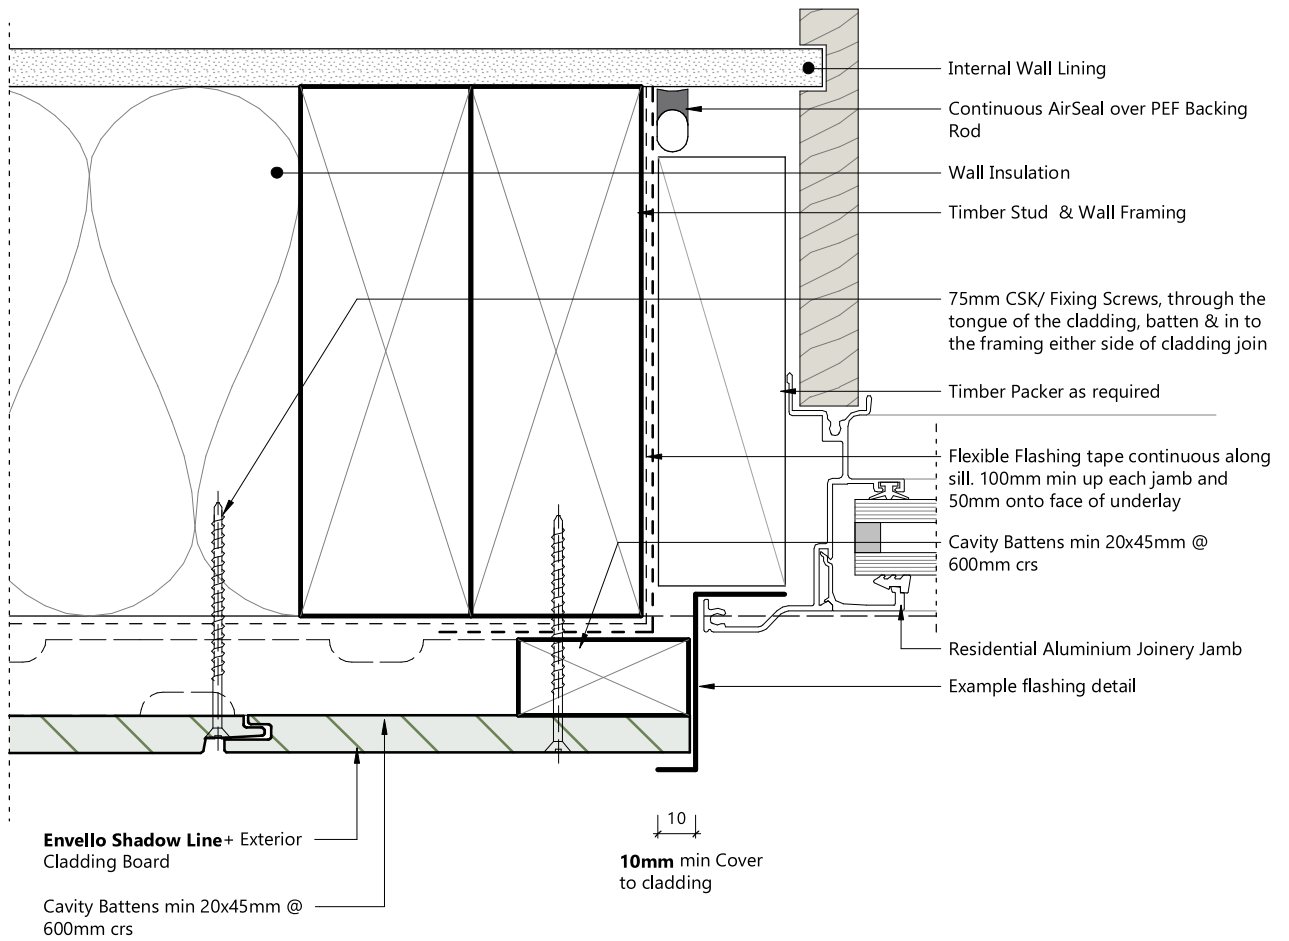 Internal Wall Lining
Continuous AirSeal over PEF Backing
Rod
Wall Insulation
Timber Stud & Wall Framing
75mm CSK/ Fixing Screws, through the
tongue of the cladding, batten & in to
the framing either side of cladding join
Timber Packer as required
Flexible Flashing tape continuous along
sill. 100mm min up each jamb and
50mm onto face of underlay
Cavity Battens min 20x45mm @
600mm crs
Residential Aluminium Joinery Jamb
Example flashing detail
10
10mm min Cover
to cladding
Envello Shadow Line+ Exterior
Cladding Board
Cavity Battens min 20x45mm @
600mm crs